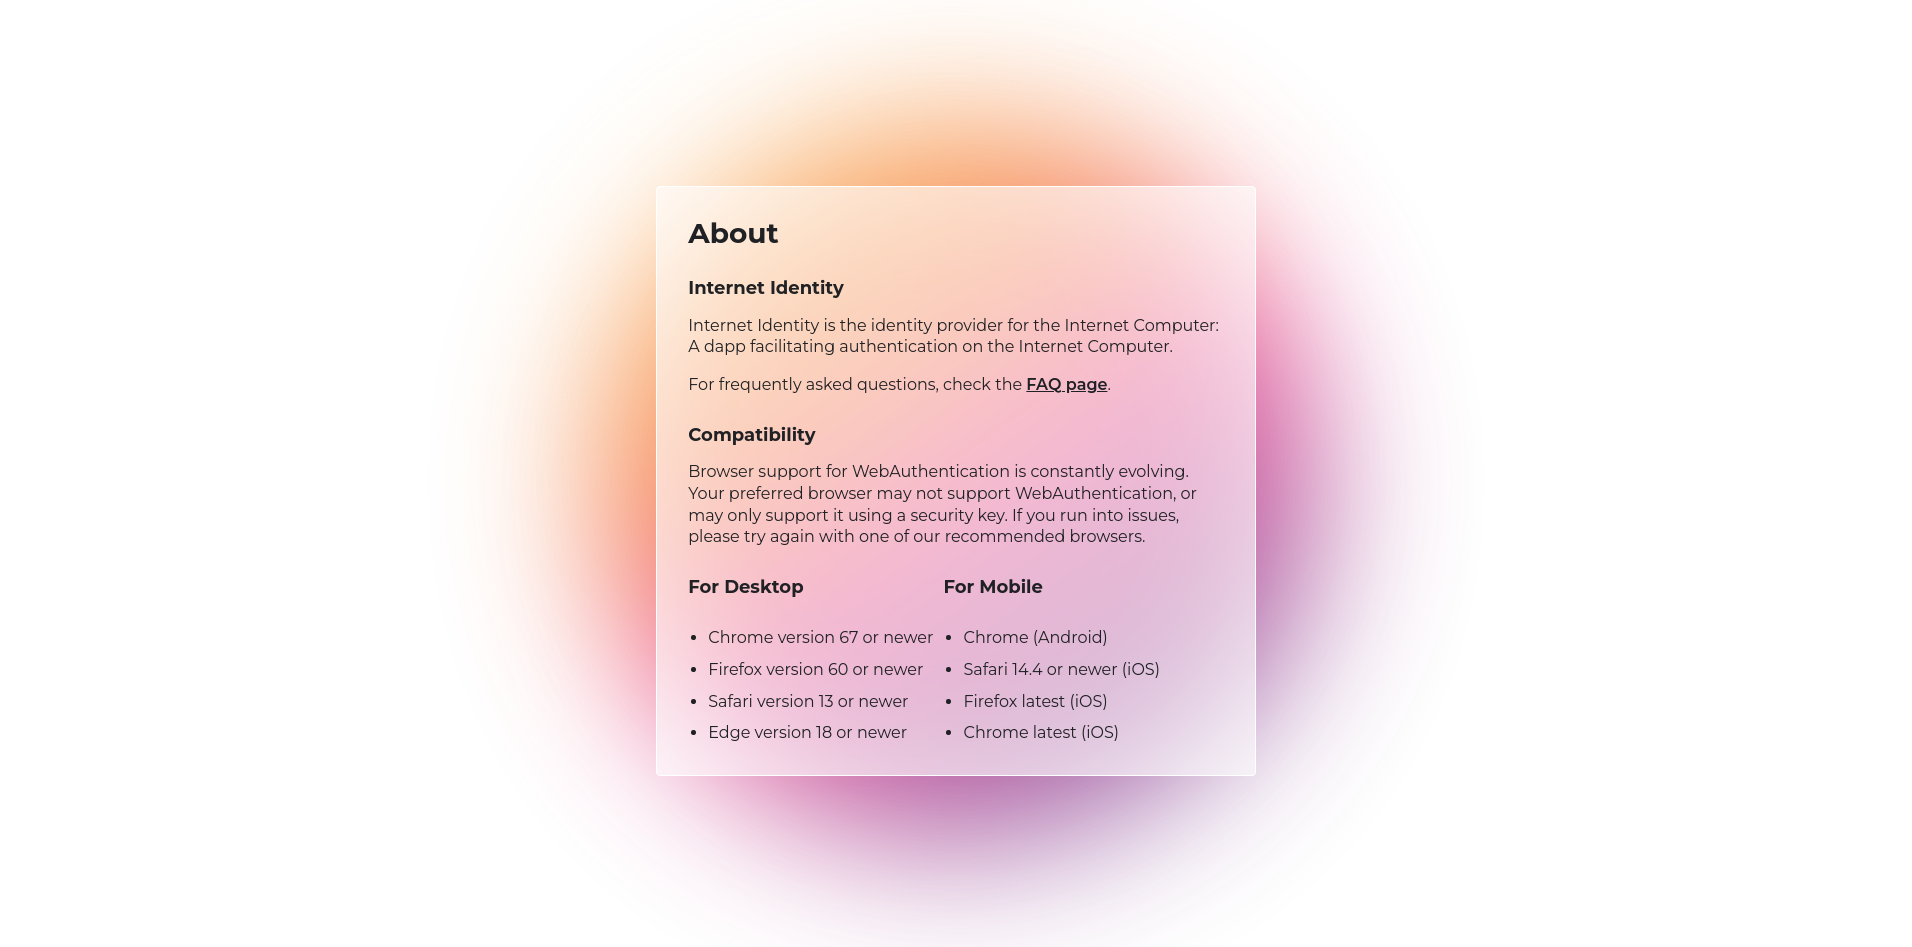 About
Internet Identity
Internet Identity is the identity provider for the Internet Computer:
A dapp facilitating authentication on the Internet Computer.
For frequently asked questions, check the FAQ page.
Compatibility
Browser support for WebAuthentication is constantly evolving.
Your preferred browser may not support WebAuthentication, or
may only support it using a security key. If you run into issues,
please try again with one of our recommended browsers.
For Desktop
• Chrome version 67 or newer
• Firefox version 60 or newer
• Safari version 13 or newer
• Edge version 18 or newer
For Mobile
• Chrome (Android)
• Safari 14.4 or newer (iOS)
• Firefox latest (iOS)
• Chrome latest (iOS)